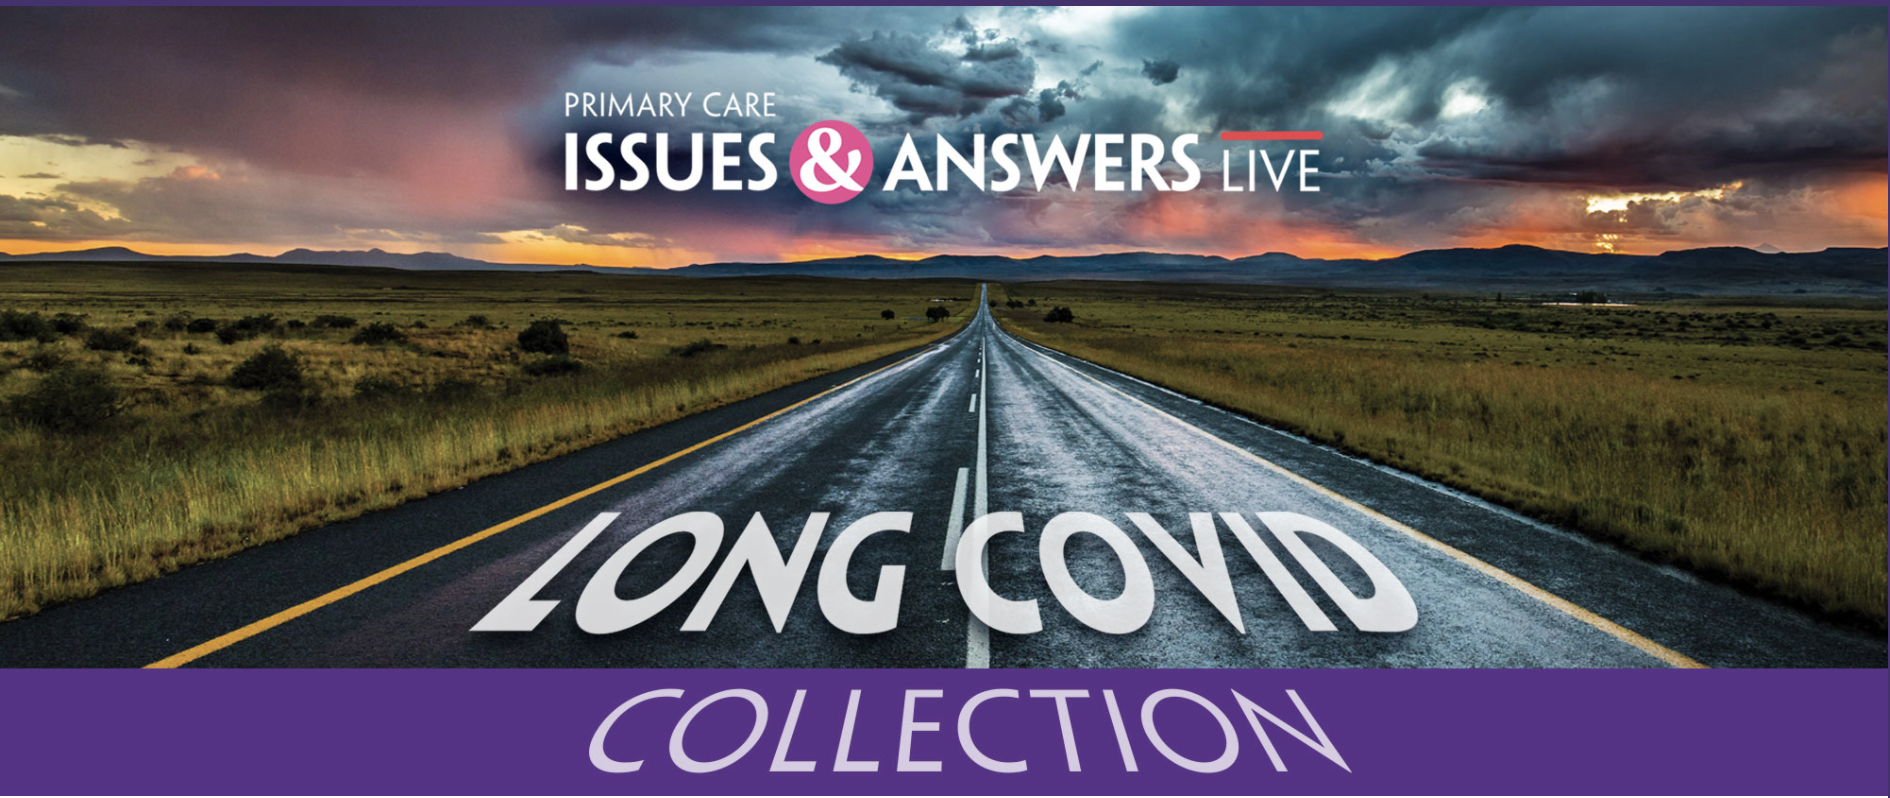 PRIMARY CARE
ISSUES & ANSWERS LIVE
LONG COVID
COLLECTION